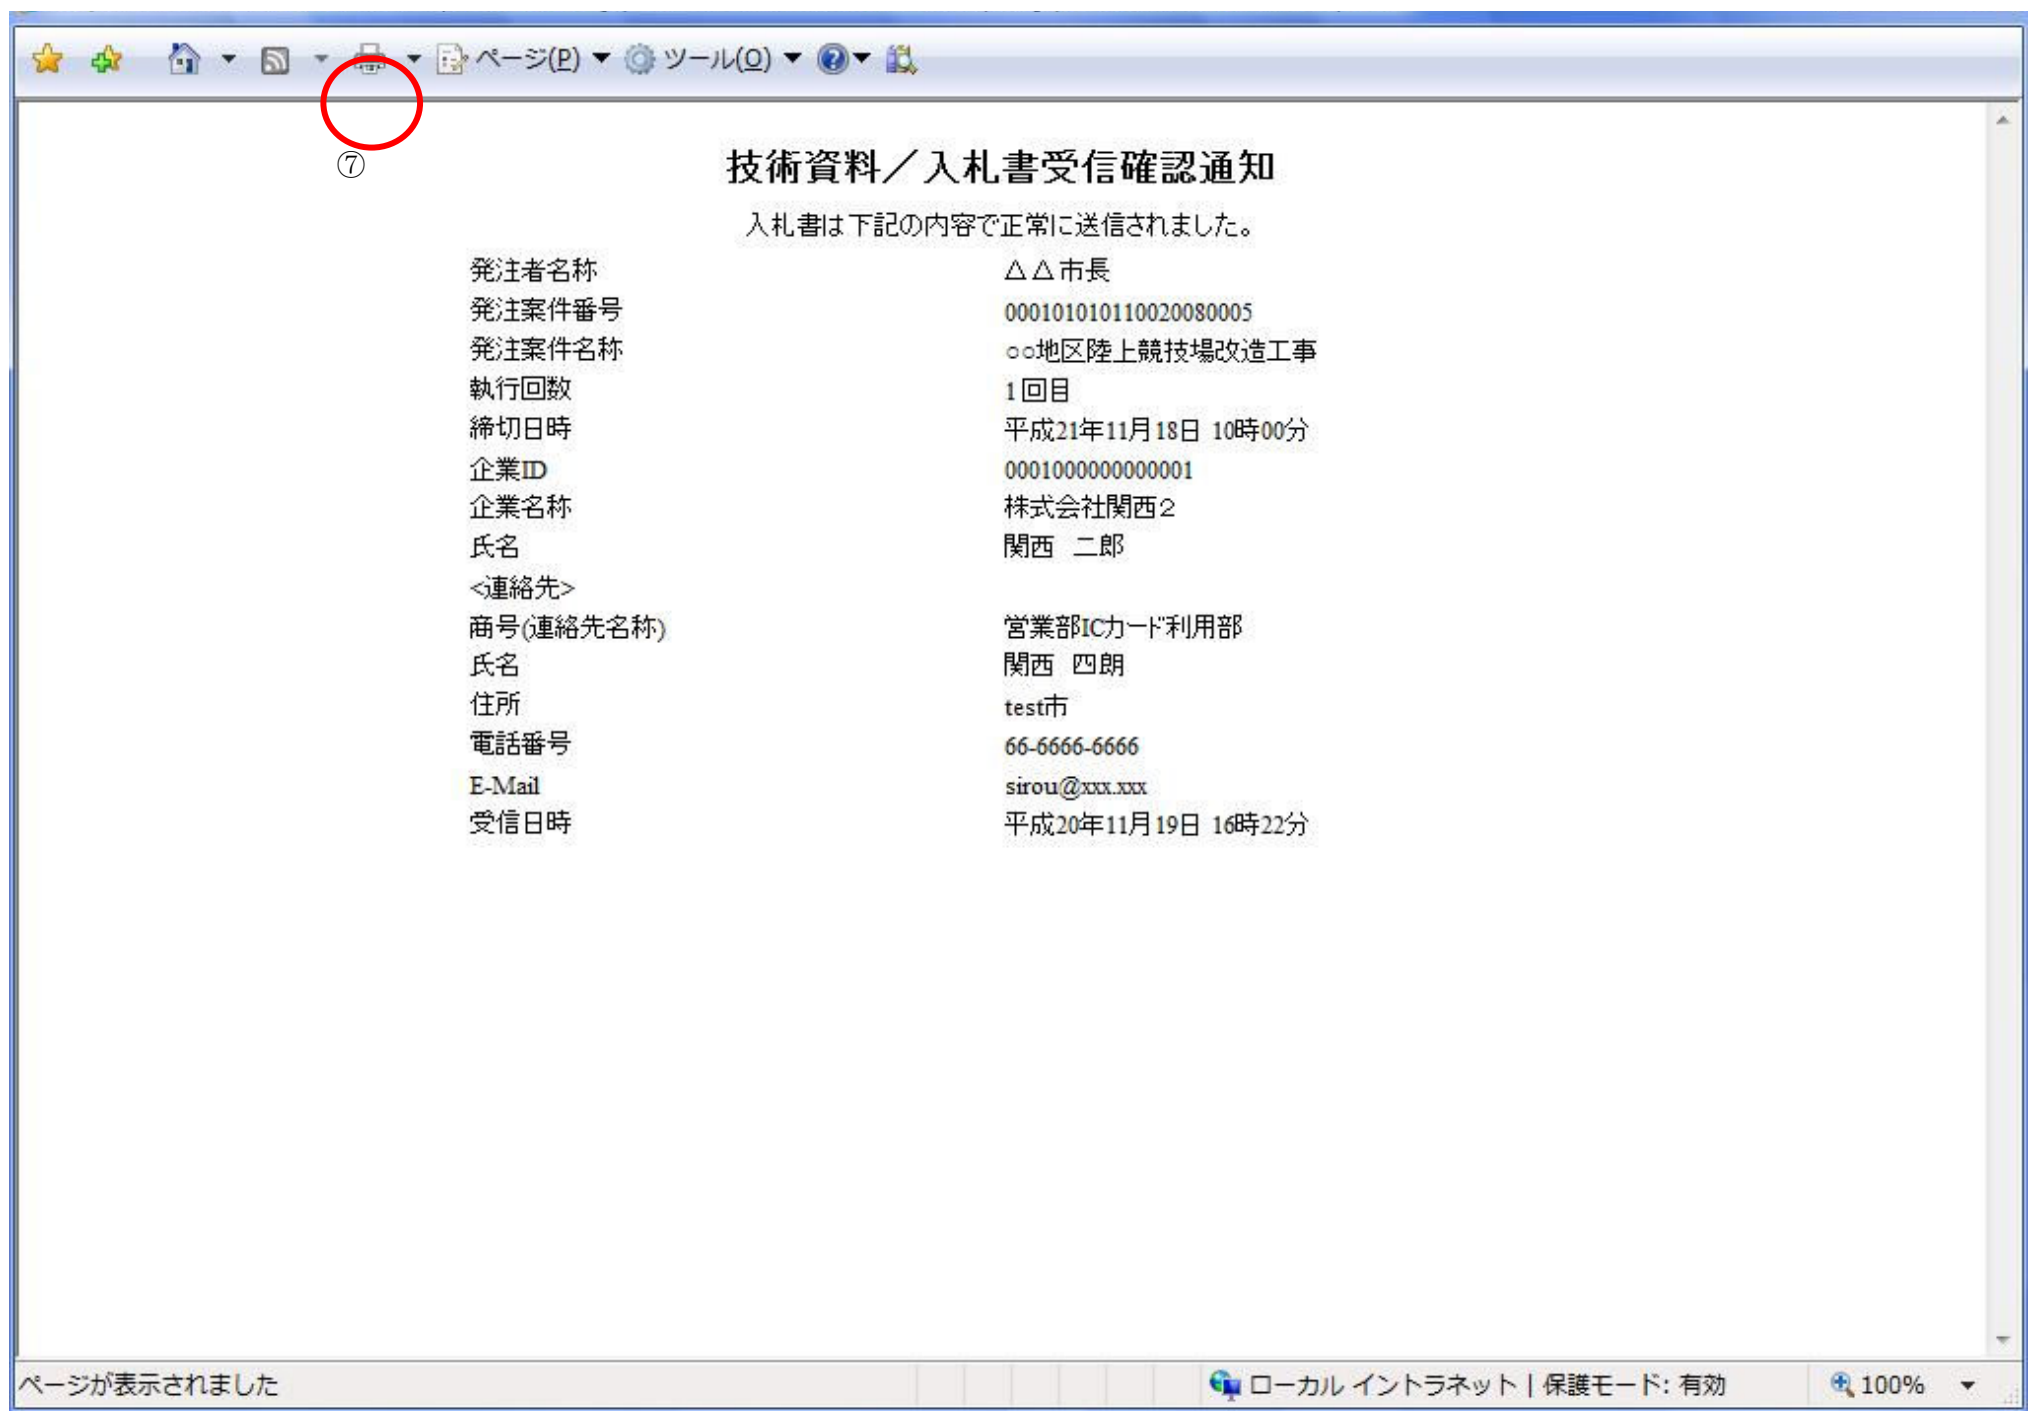 ページ(P) ツール(O)
⑦
技術資料／入札書受信確認通知
入札書は下記の内容で正常に送信されました。
発注者名称 △△市長
発注案件番号 000101010110020080005
発注案件名称 ○○地区陸上競技場改造工事
執行回数 1回目
締切日時 平成21年11月18日 10時00分
企業ID 0001000000000001
企業名称 株式会社関西２
氏名 関西 二郎
<連絡先>
商号(連絡先名称) 営業部ICカード利用部
氏名 関西 四朗
住所 test市
電話番号 66-6666-6666
E-Mail sirou@xxx.xxx
受信日時 平成20年11月19日 16時22分
ページが表示されました ローカル イントラネット | 保護モード: 有効 100%